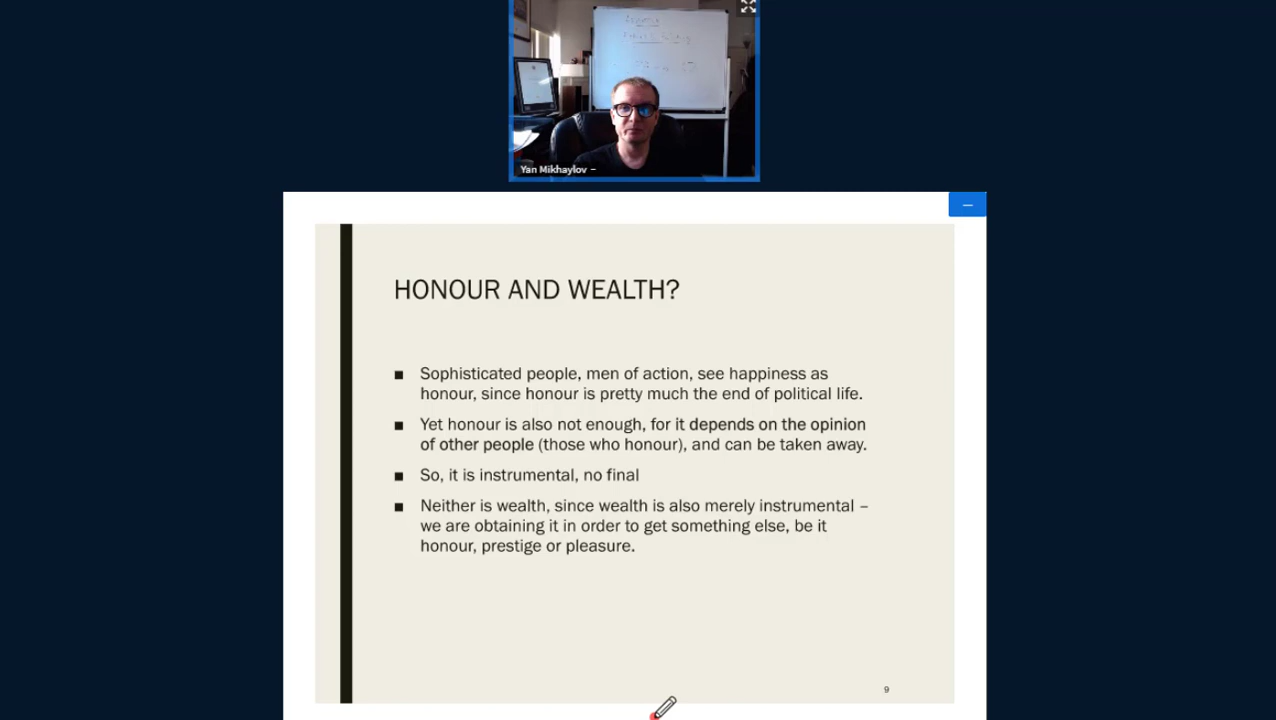 Yan Mikhaylov –
HONOUR AND WEALTH?
■ Sophisticated people, men of action, see happiness as
honour, since honour is pretty much the end of political life.
■ Yet honour is also not enough, for it depends on the opinion
of other people (those who honour), and can be taken away.
■ So, it is instrumental, no final
■ Neither is wealth, since wealth is also merely instrumental –
we are obtaining it in order to get something else, be it
honour, prestige or pleasure.
9